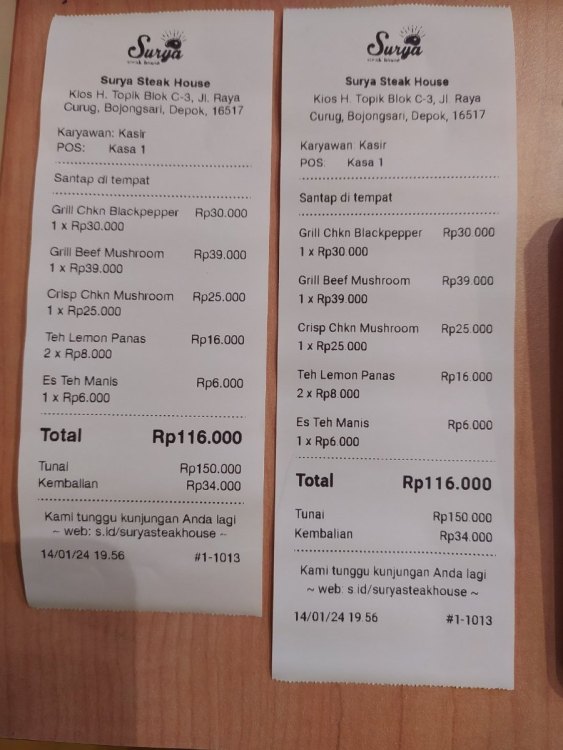 Surya
steak house
Surya Steak House
Kios H. Topik Blok C-3, Jl. Raya
Curug, Bojongsari, Depok, 16517
Karyawan: Kasir
POS: Kasa 1
Santap di tempat
Grill Chkn Blackpepper Rp30.000
1 x Rp30.000
Grill Beef Mushroom Rp39.000
1 x Rp39.000
Crisp Chkn Mushroom Rp25.000
1 x Rp25.000
Teh Lemon Panas Rp16.000
2 x Rp8.000
Es Teh Manis Rp6.000
1 x Rp6.000
Total Rp116.000
Tunai Rp150.000
Kembalian Rp34.000
Kami tunggu kunjungan Anda lagi
~ web: s.id/suryasteakhouse ~
14/01/24 19.56 #1-1013
Surya
steak house
Surya Steak House
Kios H. Topik Blok C-3, Jl. Raya
Curug, Bojongsari, Depok, 16517
Karyawan: Kasir
POS: Kasa 1
Santap di tempat
Grill Chkn Blackpepper Rp30.000
1 x Rp30.000
Grill Beef Mushroom Rp39.000
1 x Rp39.000
Crisp Chkn Mushroom Rp25.000
1 x Rp25.000
Teh Lemon Panas Rp16.000
2 x Rp8.000
Es Teh Manis Rp6.000
1 x Rp6.000
Total Rp116.000
Tunai Rp150.000
Kembalian Rp34.000
Kami tunggu kunjungan Anda lagi
~ web: s.id/suryasteakhouse ~
14/01/24 19.56 #1-1013